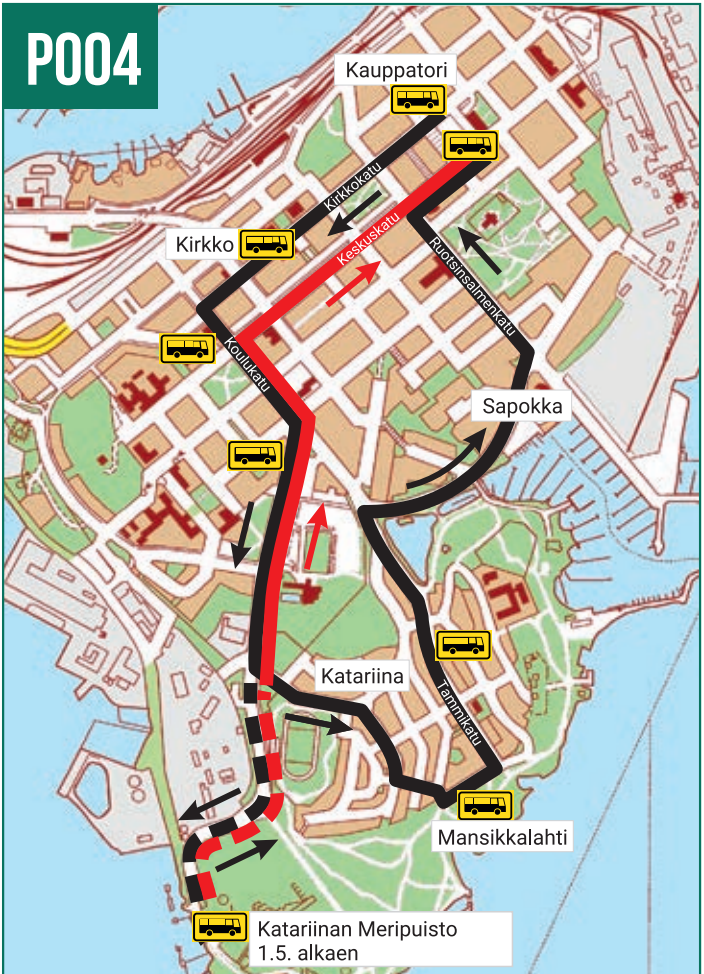 P004
Kauppatori
Kirkkokatu
Kirkko
Keskuskatu
Ruotsinsalmenkatu
Koulukatu
Sapokka
Katariina
Tammikatu
Mansikkalahti
Katariinan Meripuisto
1.5. alkaen